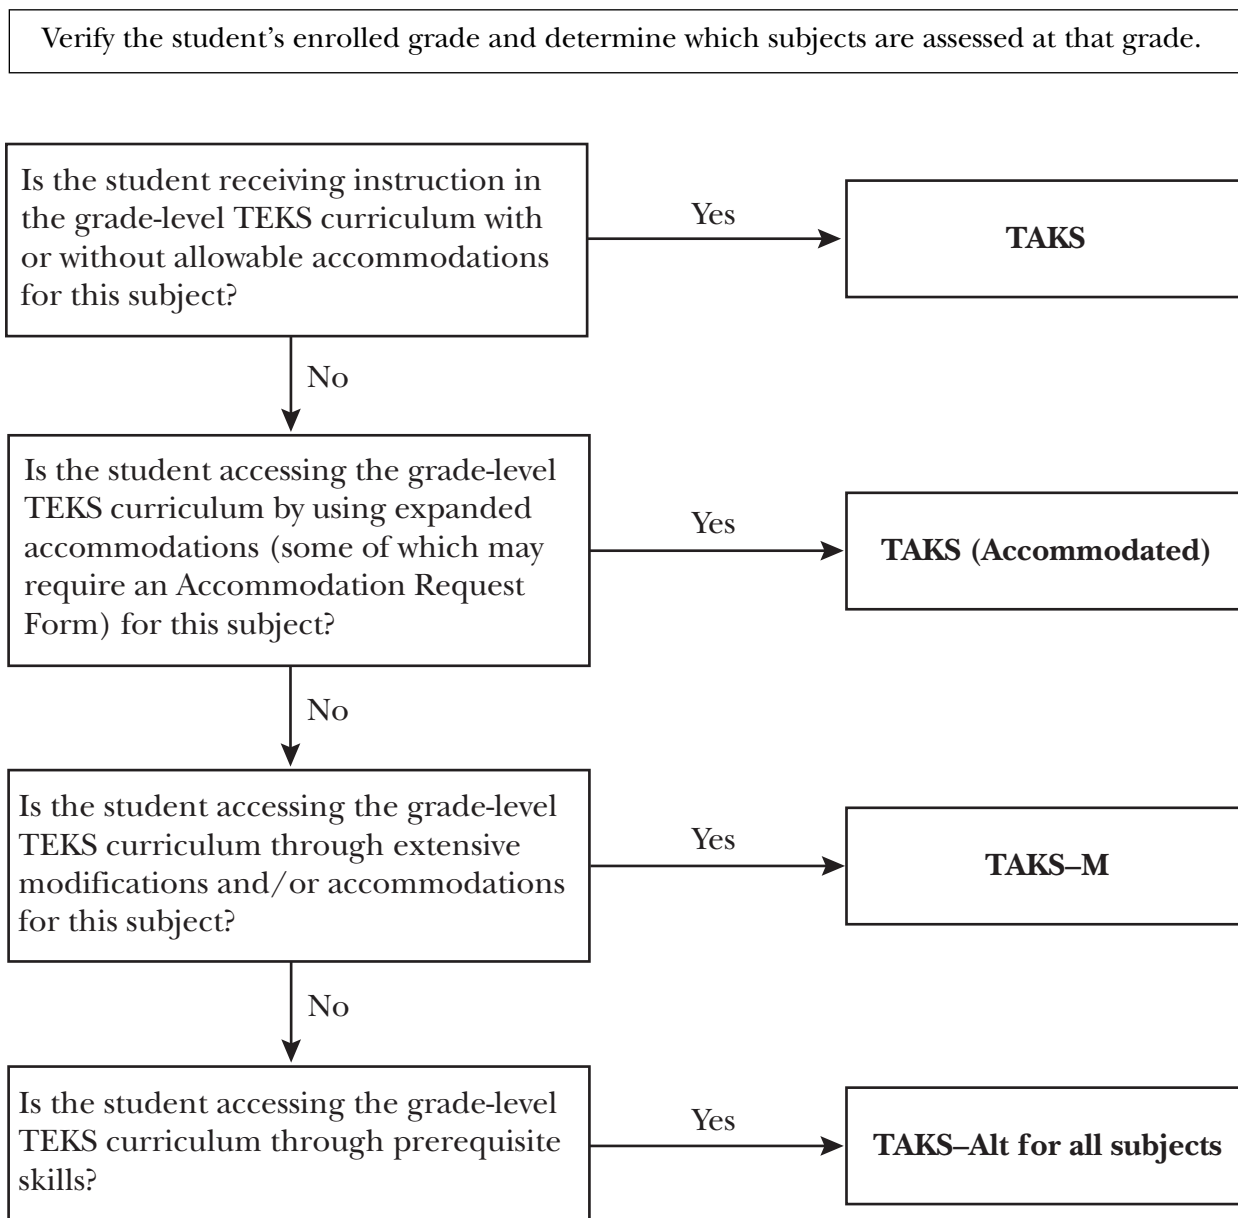 Verify the student’s enrolled grade and determine which subjects are assessed at that grade.
Is the student receiving instruction in
the grade-level TEKS curriculum with
or without allowable accommodations
for this subject?
Yes
TAKS
No
Is the student accessing the grade-level
TEKS curriculum by using expanded
accommodations (some of which may
require an Accommodation Request
Form) for this subject?
Yes
TAKS (Accommodated)
No
Is the student accessing the grade-level
TEKS curriculum through extensive
modifications and/or accommodations
for this subject?
Yes
TAKS–M
No
Is the student accessing the grade-level
TEKS curriculum through prerequisite
skills?
Yes
TAKS–Alt for all subjects